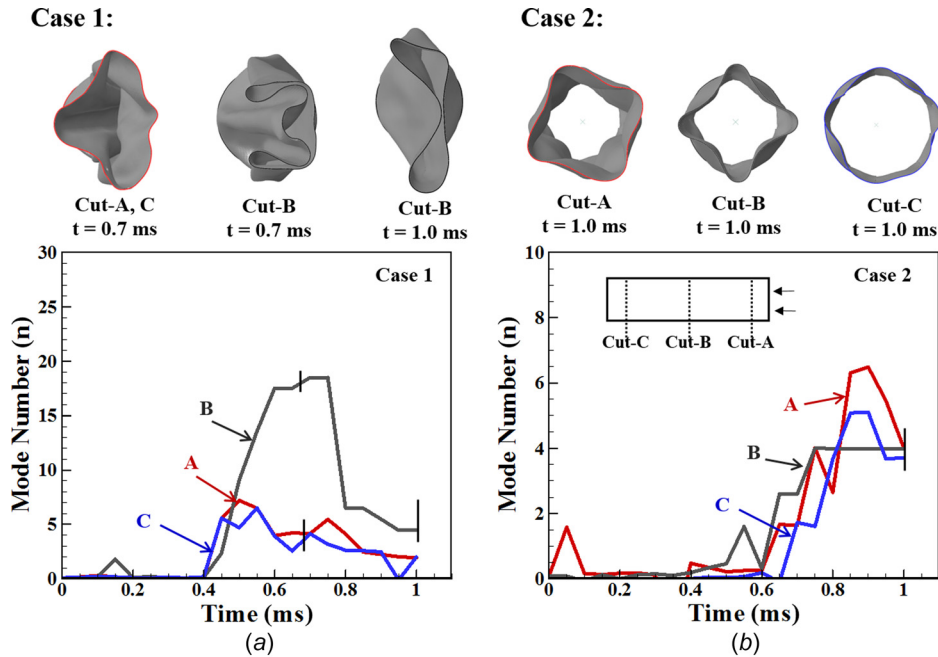 Case 1:
Case 2:
Cut-A, C
t = 0.7 ms
Cut-B
t = 0.7 ms
Cut-B
t = 1.0 ms
Cut-A
t = 1.0 ms
Cut-B
t = 1.0 ms
Cut-C
t = 1.0 ms
Mode Number (n)
30
25
20
15
10
5
0
Case 1
B
A
C
0
0.2
0.4
0.6
0.8
1
Time (ms)
(a)
Mode Number (n)
10
8
6
4
2
0
Case 2
Cut-C
Cut-B
Cut-A
A
B
C
0
0.2
0.4
0.6
0.8
1
Time (ms)
(b)